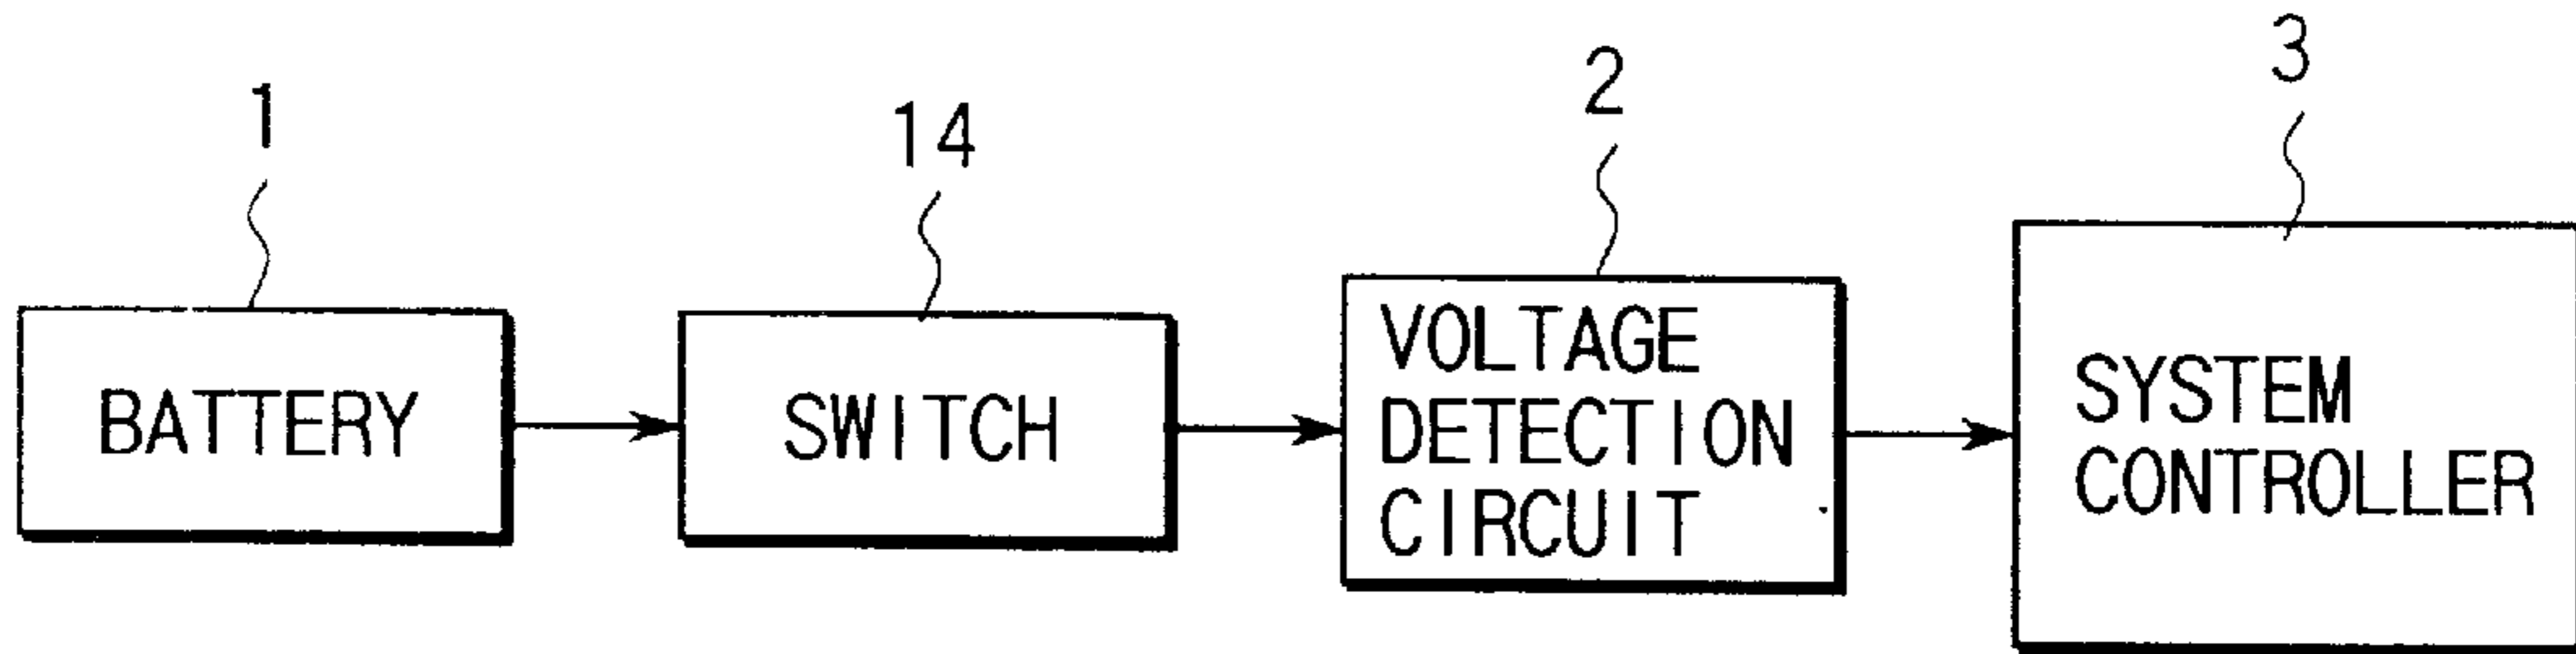 1
14
2
3
BATTERY
SWITCH
VOLTAGE
DETECTION
CIRCUIT
SYSTEM
CONTROLLER